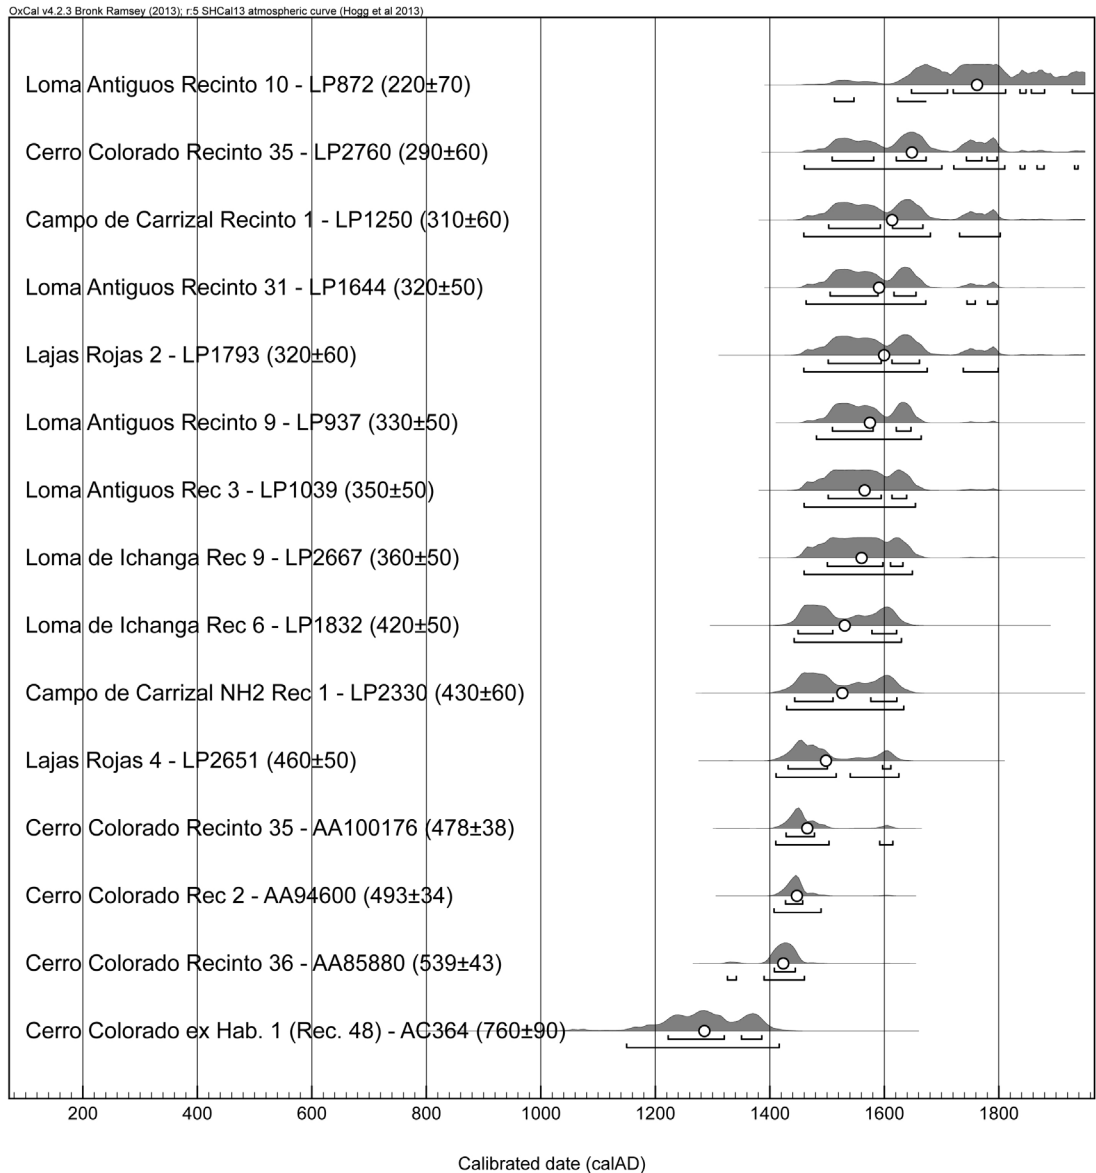 OxCal v4.2.3 Bronk Ramsey (2013); r:5 SHCal13 atmospheric curve (Hogg et al 2013)
Loma Antiguos Recinto 10 - LP872 (220±70)
Cerro Colorado Recinto 35 - LP2760 (290±60)
Campo de Carrizal Recinto 1 - LP1250 (310±60)
Loma Antiguos Recinto 31 - LP1644 (320±50)
Lajas Rojas 2 - LP1793 (320±60)
Loma Antiguos Recinto 9 - LP937 (330±50)
Loma Antiguos Rec 3 - LP1039 (350±50)
Loma de Ichanga Rec 9 - LP2667 (360±50)
Loma de Ichanga Rec 6 - LP1832 (420±50)
Campo de Carrizal NH2 Rec 1 - LP2330 (430±60)
Lajas Rojas 4 - LP2651 (460±50)
Cerro Colorado Recinto 35 - AA100176 (478±38)
Cerro Colorado Rec 2 - AA94600 (493±34)
Cerro Colorado Recinto 36 - AA85880 (539±43)
Cerro Colorado ex Hab. 1 (Rec. 48) - AC364 (760±90)
200 400 600 800 1000 1200 1400 1600 1800
Calibrated date (calAD)